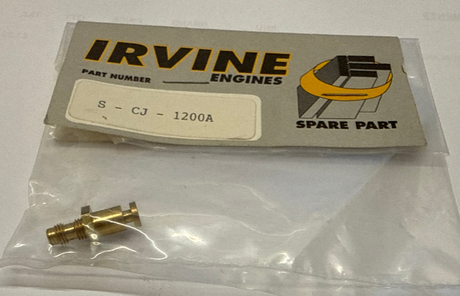 IRVINE
PART NUMBER ENGINES
S - CJ - 1200A
SPARE PART